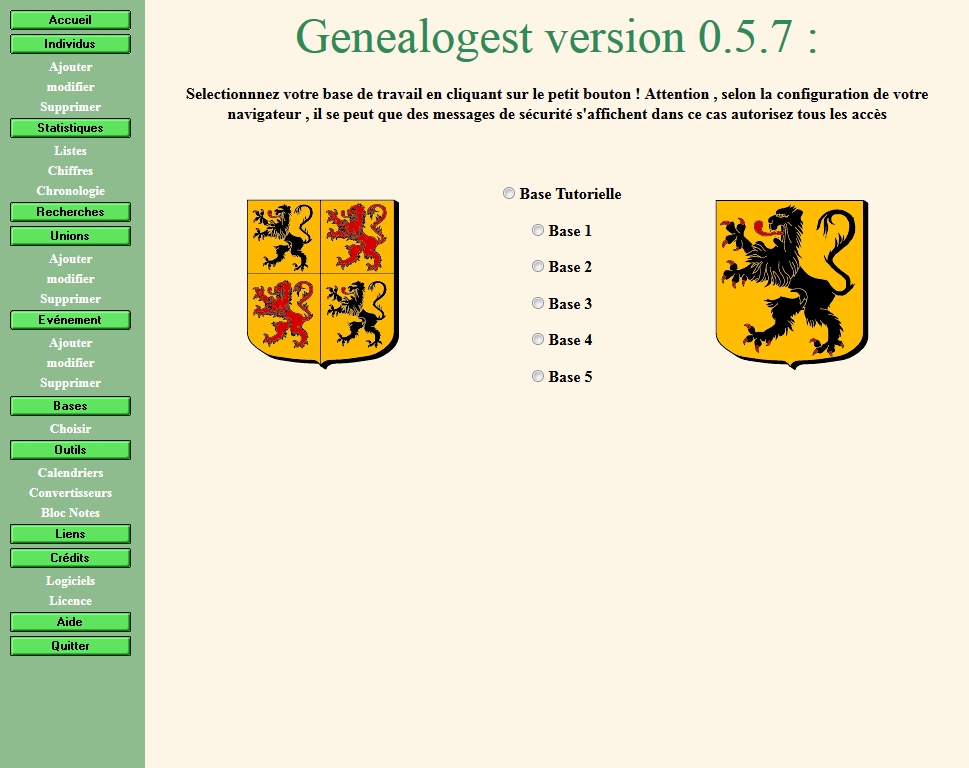 Accueil
Individus
Ajouter
modifier
Supprimer
Statistiques
Listes
Chiffres
Chronologie
Recherches
Unions
Ajouter
modifier
Supprimer
Evénement
Ajouter
modifier
Supprimer
Bases
Choisir
Outils
Calendriers
Convertisseurs
Bloc Notes
Liens
Crédits
Logiciels
Licence
Aide
Quitter
Genealogest version 0.5.7 :
Selectionnnez votre base de travail en cliquant sur le petit bouton ! Attention , selon la configuration de votre
navigateur , il se peut que des messages de sécurité s'affichent dans ce cas autorisez tous les accès
Base Tutorielle
Base 1
Base 2
Base 3
Base 4
Base 5